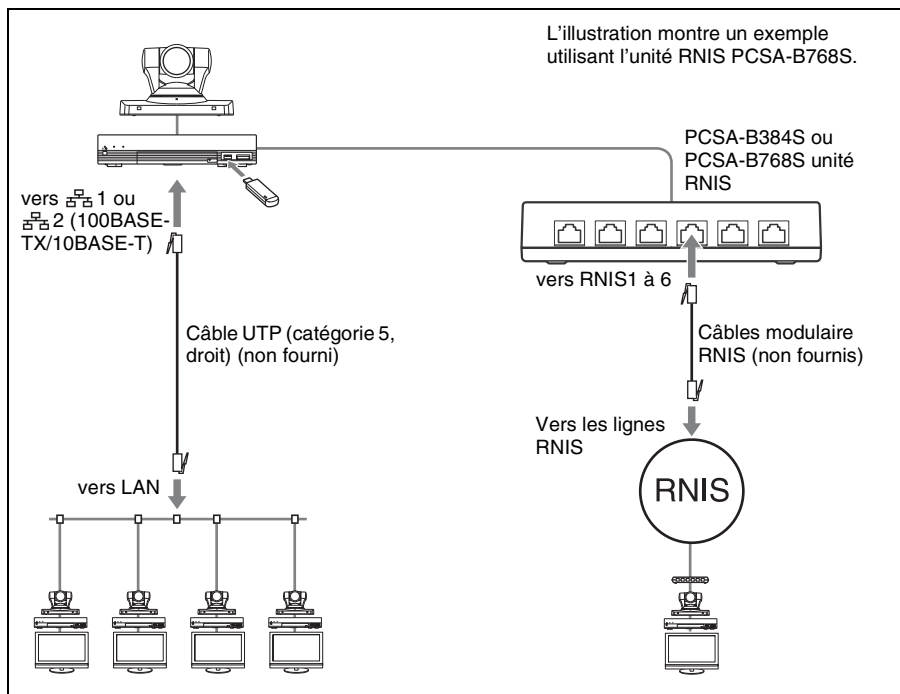 L'illustration montre un exemple
utilisant l'unité RNIS PCSA-B768S.
PCSA-B384S ou
PCSA-B768S unité
RNIS
vers 1 ou
2 (100BASE-
TX/10BASE-T)
vers RNIS1 à 6
Câble UTP (catégorie 5,
droit) (non fourni)
Câbles modulaire
RNIS (non fournis)
Vers les lignes
RNIS
vers LAN
RNIS